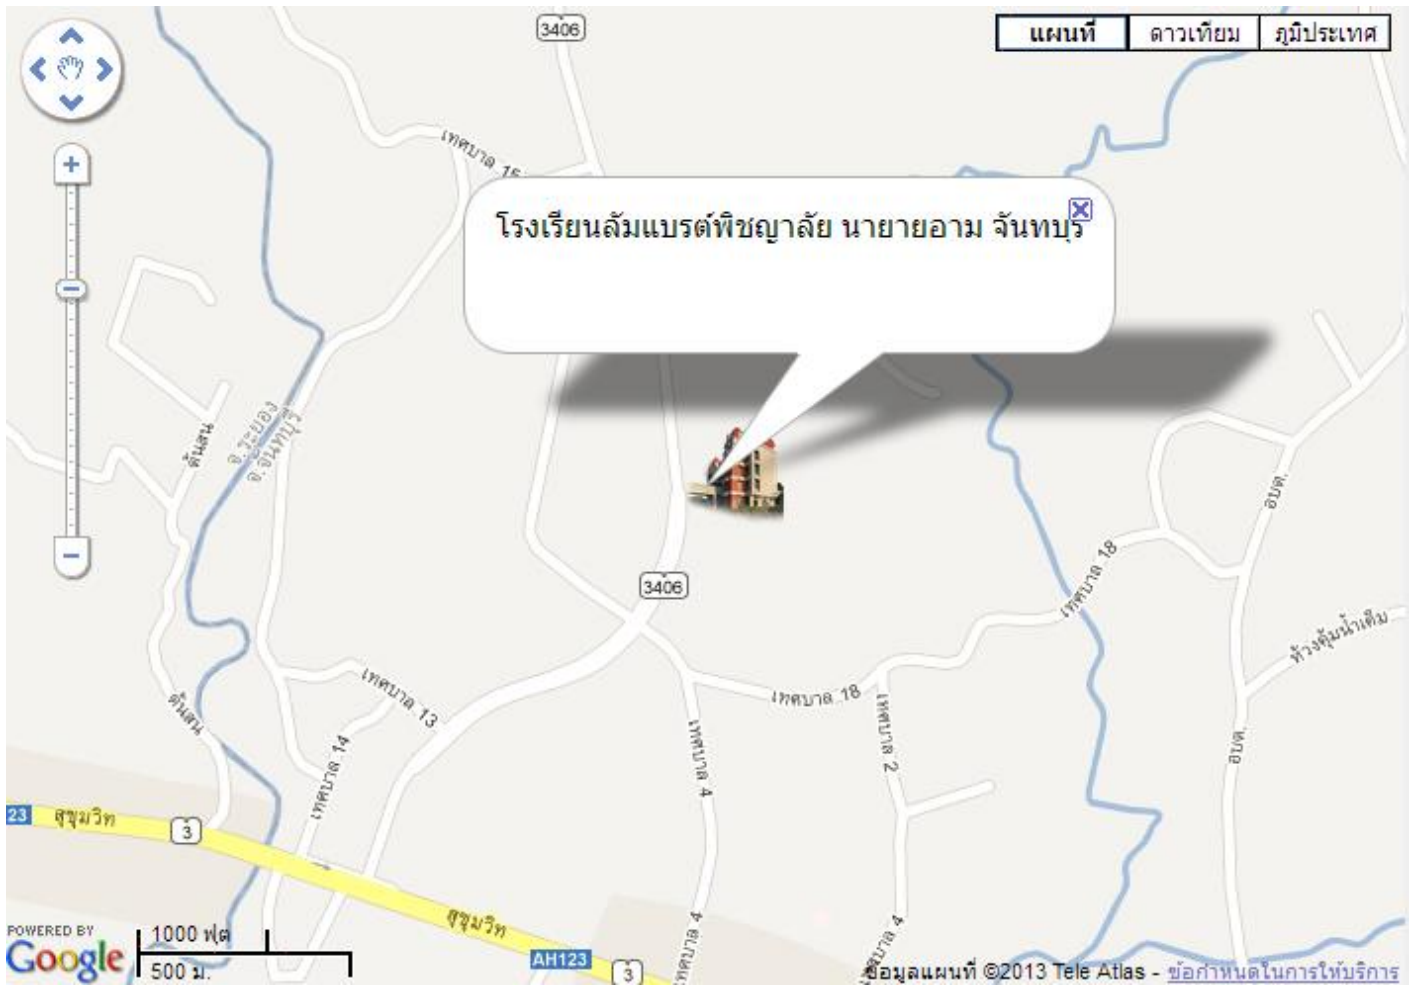 3406
แผนที่ ดาวเทียม ภูมิประเทศ
เทศบาล 15
โรงเรียนลัมแบรต์พิชญาลัย นายายอาม จันทบุรี
จ.ระยอง
จ.จันทบุรี
ต้นสน
อบต.
เทศบาล 18
3406
ห้วงคุ้มน้ำเค็ม
เทศบาล 13
เทศบาล 18
ต้นสน
เทศบาล 4
เทศบาล 2
อบต.
เทศบาล 14
23 สุขุมวิท 3
สุขุมวิท
AH123 3
เทศบาล 4
ศบาล 4
POWERED BY
Google
1000 ฟุต
500 ม.
ข้อมูลแผนที่ ©2013 Tele Atlas - ข้อกำหนดในการให้บริการ